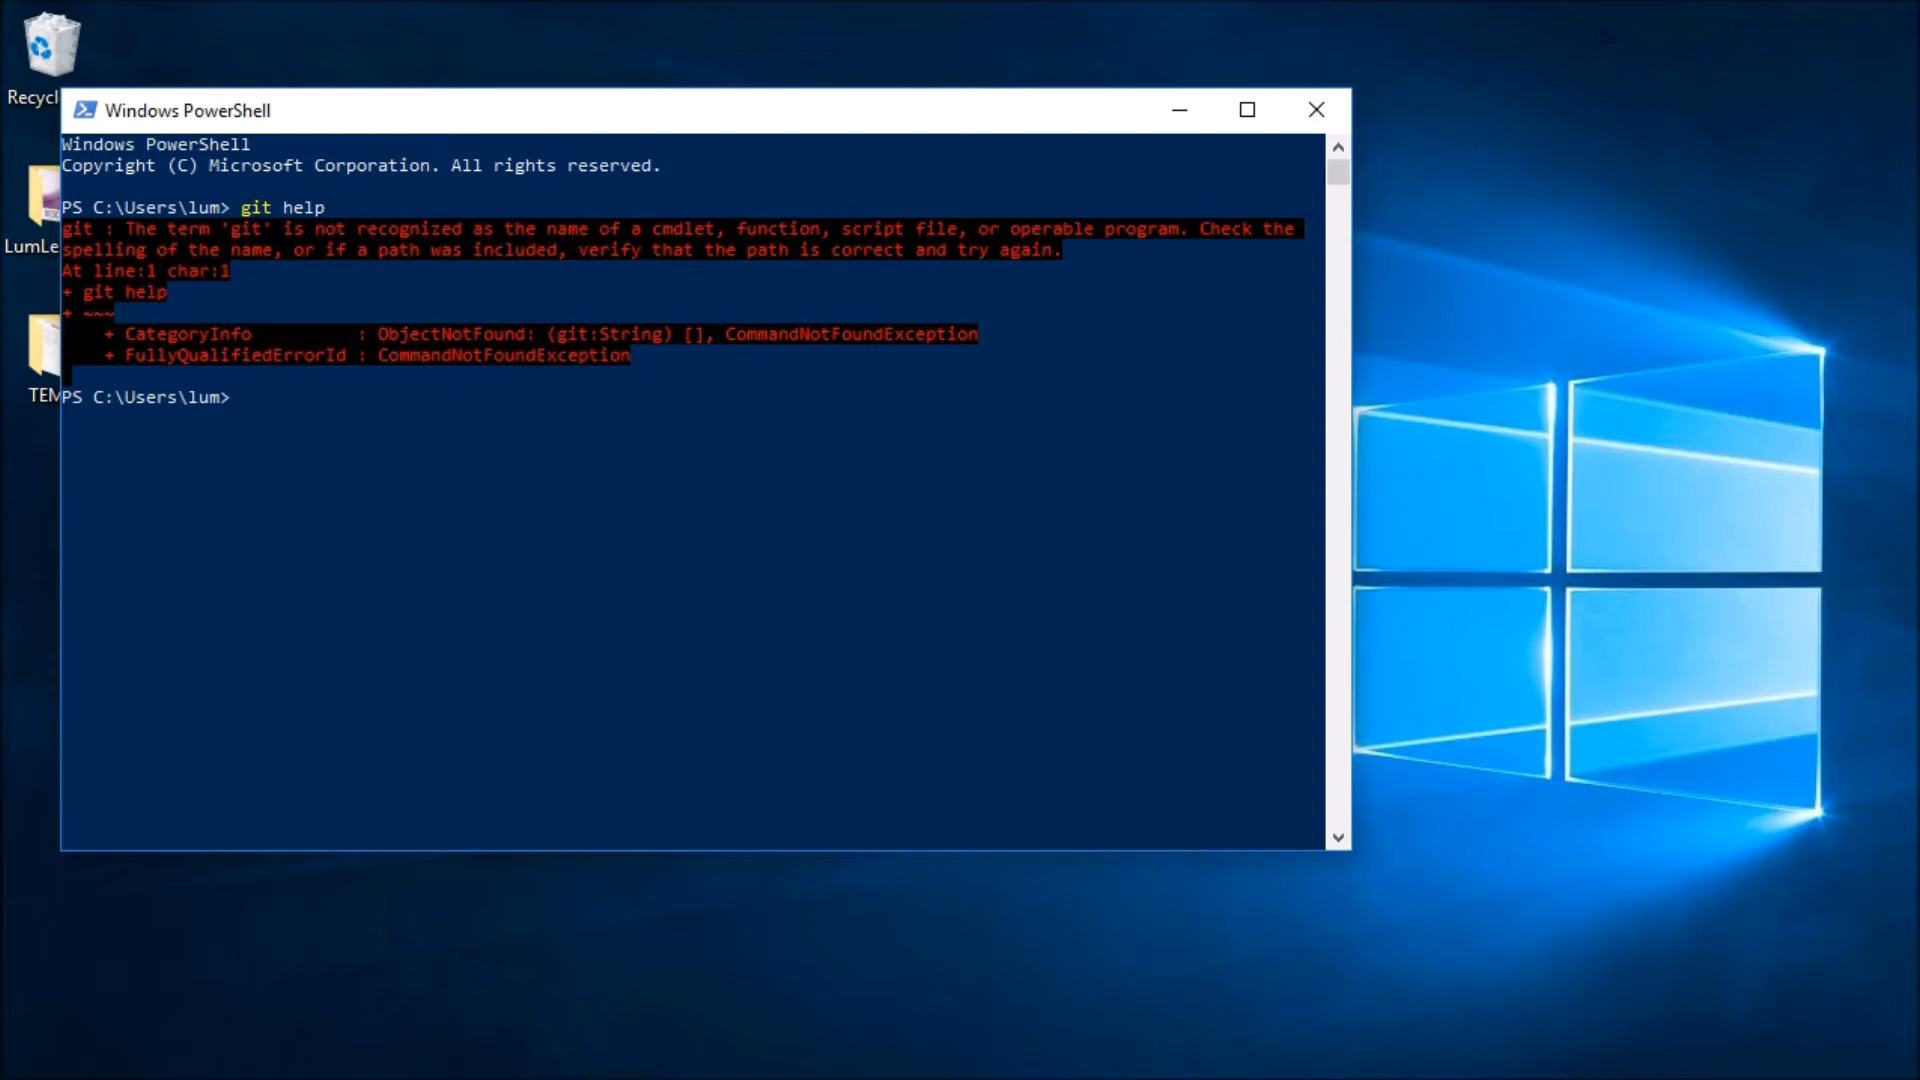 Recycl
Windows PowerShell
Windows PowerShell
Copyright (C) Microsoft Corporation. All rights reserved.
PS C:\Users\lum> git help
git : The term 'git' is not recognized as the name of a cmdlet, function, script file, or operable program. Check the
spelling of the name, or if a path was included, verify that the path is correct and try again.
At line:1 char:1
+ git help
+ ~~~
+ CategoryInfo          : ObjectNotFound: (git:String) [], CommandNotFoundException
+ FullyQualifiedErrorId : CommandNotFoundException
LumLe
TEM
PS C:\Users\lum>